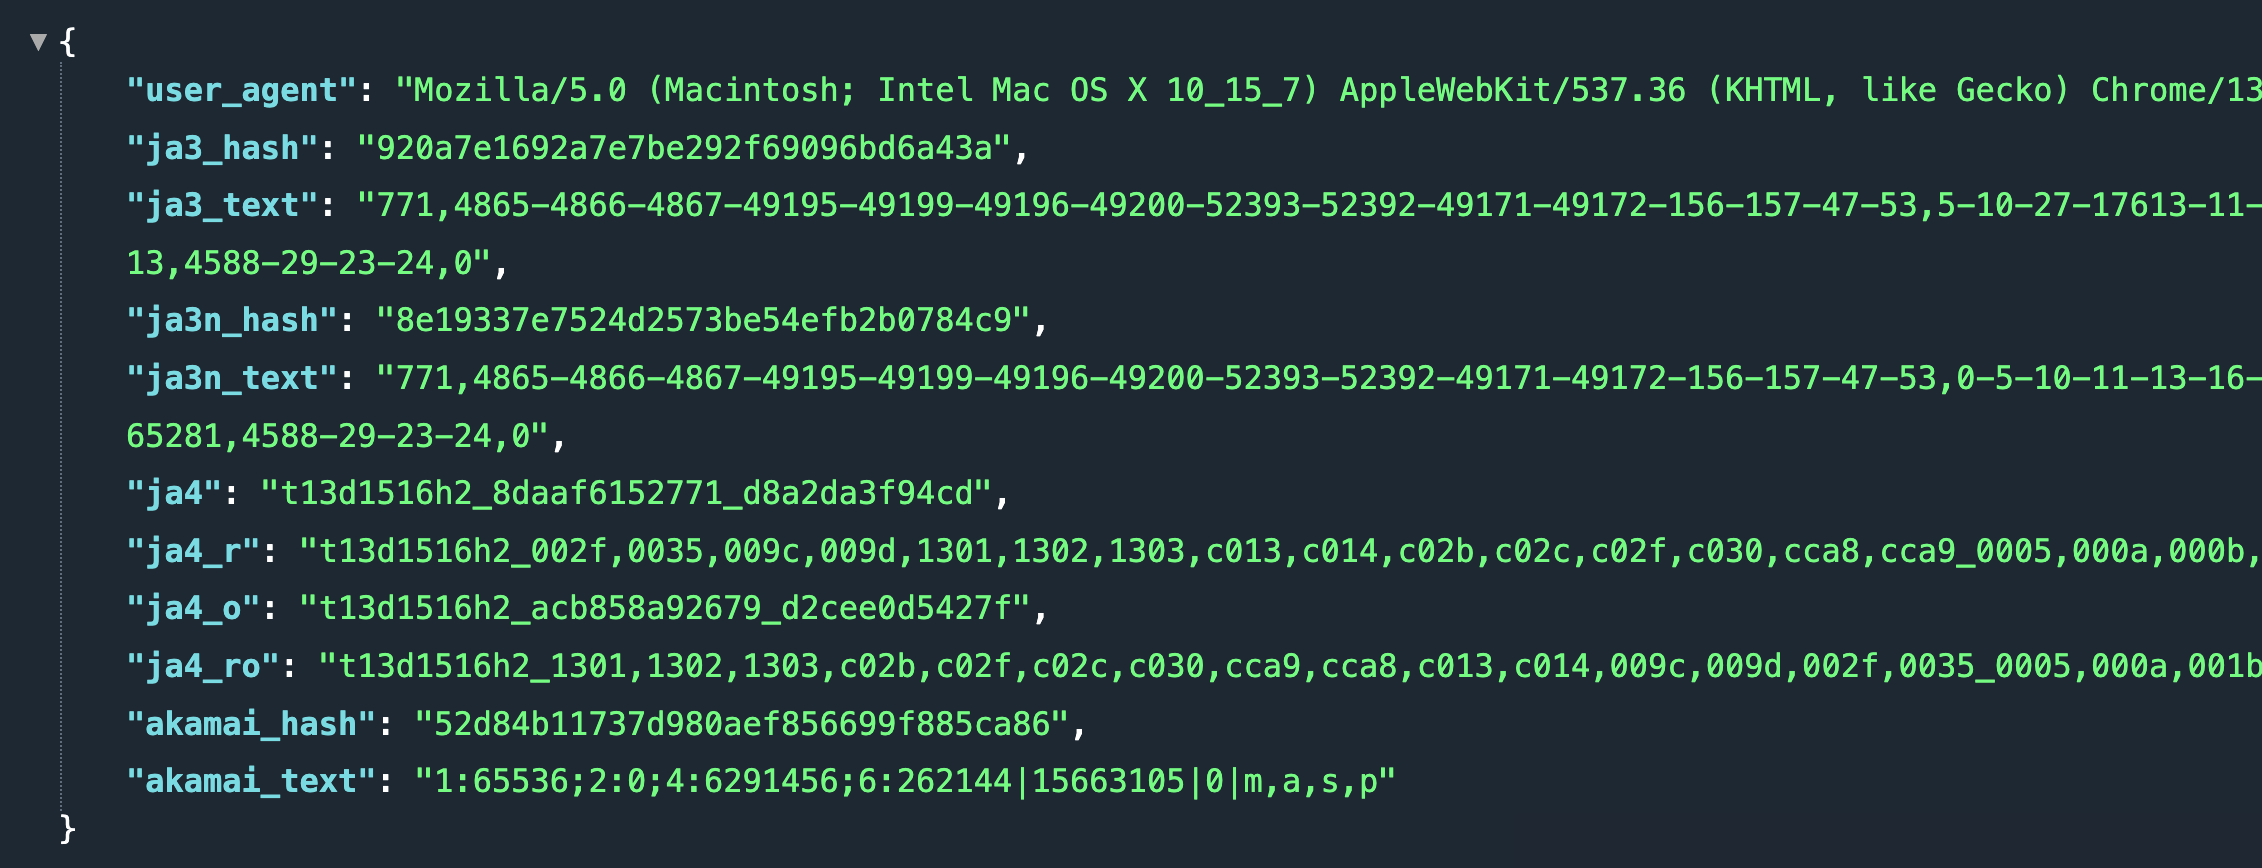 {
"user_agent": "Mozilla/5.0 (Macintosh; Intel Mac OS X 10_15_7) AppleWebKit/537.36 (KHTML, like Gecko) Chrome/13
"ja3_hash": "920a7e1692a7e7be292f69096bd6a43a",
"ja3_text": "771,4865-4866-4867-49195-49199-49196-49200-52393-52392-49171-49172-156-157-47-53,5-10-27-17613-11-
13,4588-29-23-24,0",
"ja3n_hash": "8e19337e7524d2573be54efb2b0784c9",
"ja3n_text": "771,4865-4866-4867-49195-49199-49196-49200-52393-52392-49171-49172-156-157-47-53,0-5-10-11-13-16-
65281,4588-29-23-24,0",
"ja4": "t13d1516h2_8daaf6152771_d8a2da3f94cd",
"ja4_r": "t13d1516h2_002f,0035,009c,009d,1301,1302,1303,c013,c014,c02b,c02c,c02f,c030,cca8,cca9_0005,000a,000b,
"ja4_o": "t13d1516h2_acb858a92679_d2cee0d5427f",
"ja4_ro": "t13d1516h2_1301,1302,1303,c02b,c02f,c02c,c030,cca9,cca8,c013,c014,009c,009d,002f,0035_0005,000a,001b
"akamai_hash": "52d84b11737d980aef856699f885ca86",
"akamai_text": "1:65536;2:0;4:6291456;6:262144|15663105|0|m,a,s,p"
}